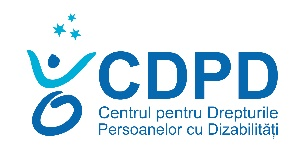 CDPD
Centrul pentru Drepturile
Persoanelor cu Dizabilități